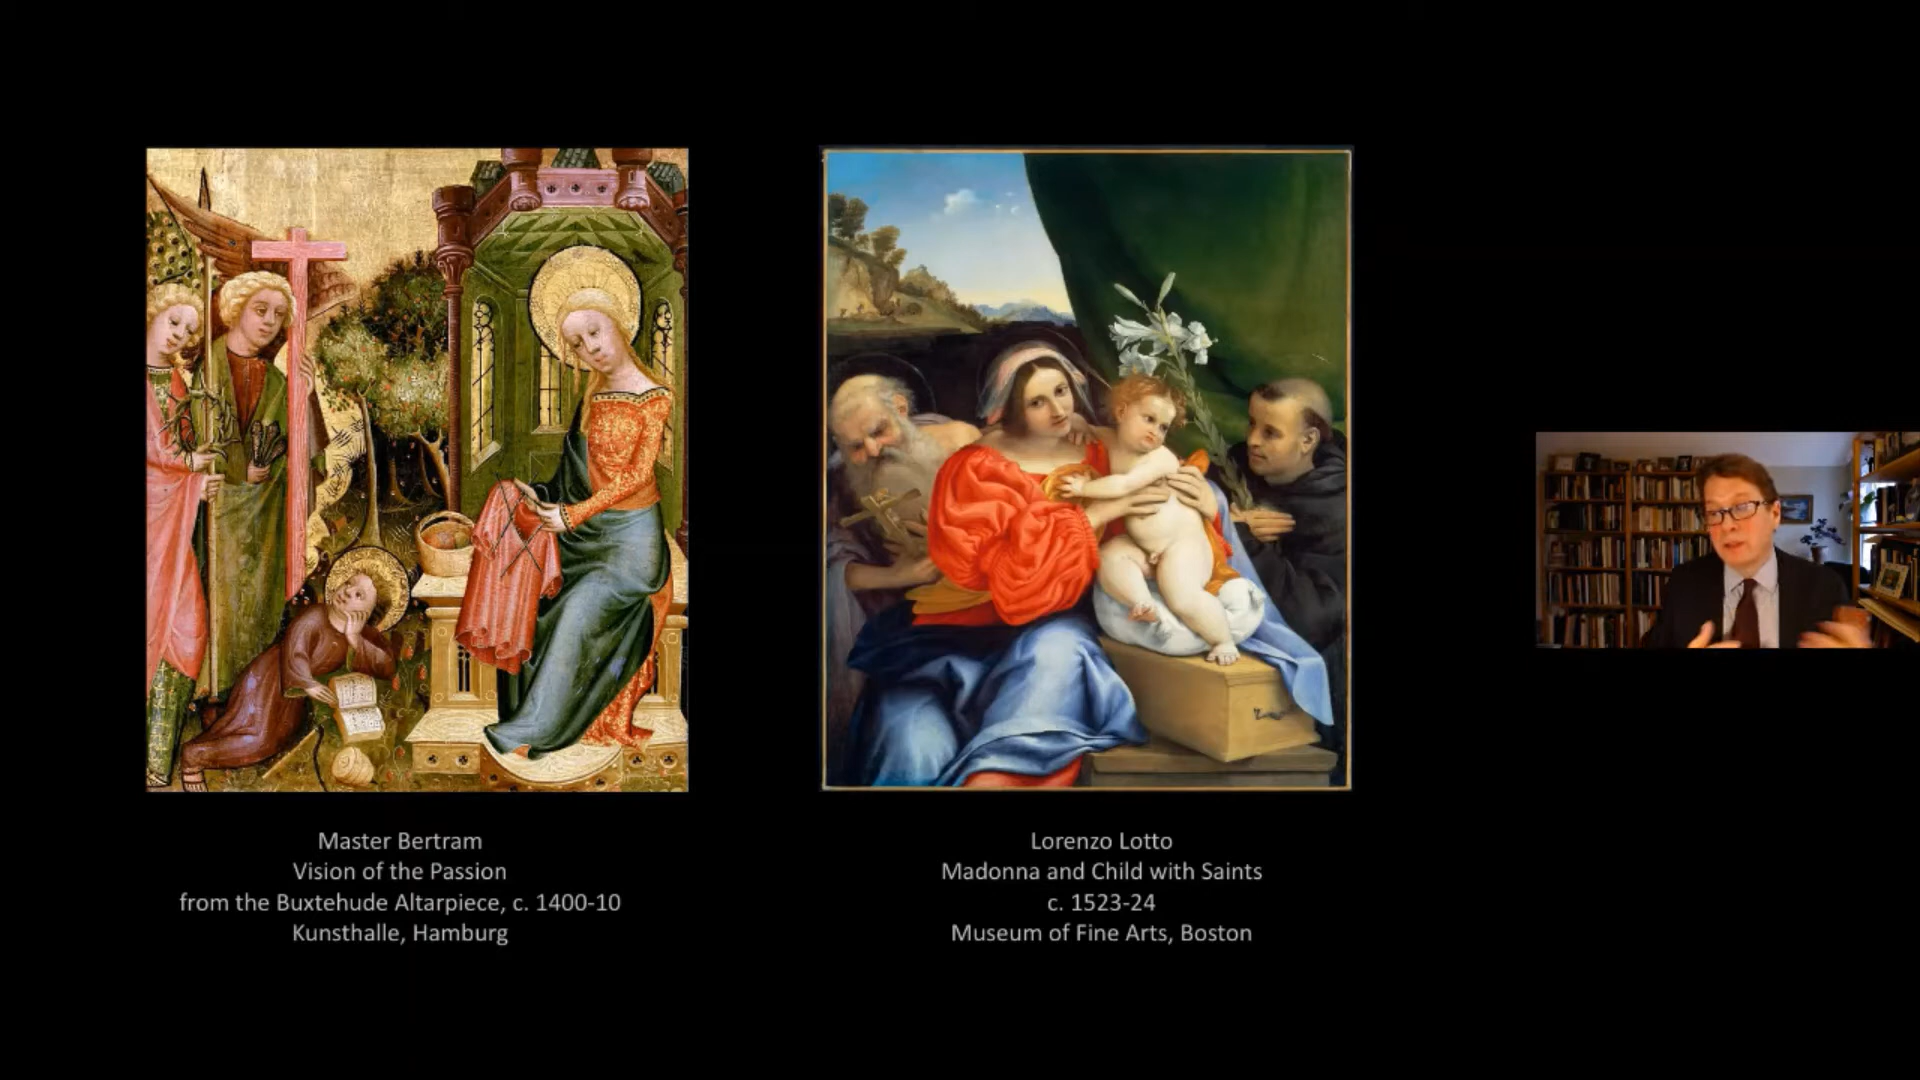 Master Bertram
Vision of the Passion
from the Buxtehude Altarpiece, c. 1400-10
Kunsthalle, Hamburg
Lorenzo Lotto
Madonna and Child with Saints
c. 1523-24
Museum of Fine Arts, Boston